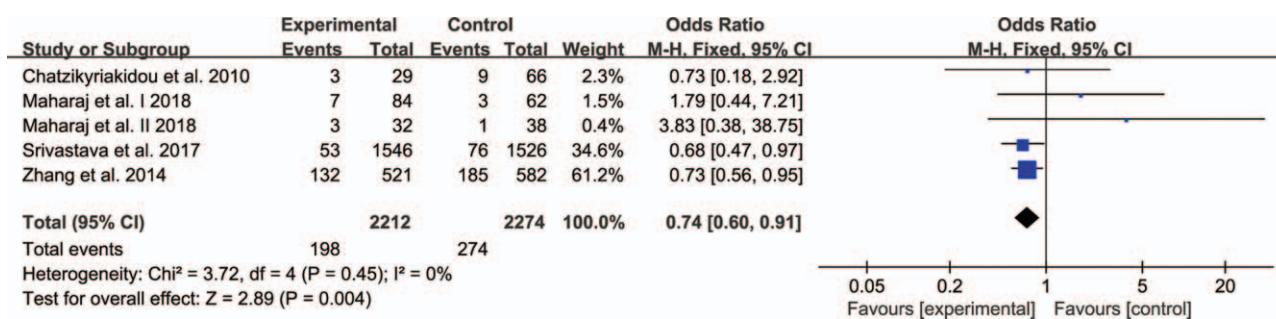 Experimental Control Odds Ratio Odds Ratio
Study or Subgroup Events Total Events Total Weight M-H, Fixed, 95% CI M-H, Fixed, 95% CI
Chatzikyriakidou et al. 2010 3 29 9 66 2.3% 0.73 [0.18, 2.92]
Maharaj et al. I 2018 7 84 3 62 1.5% 1.79 [0.44, 7.21]
Maharaj et al. II 2018 3 32 1 38 0.4% 3.83 [0.38, 38.75]
Srivastava et al. 2017 53 1546 76 1526 34.6% 0.68 [0.47, 0.97]
Zhang et al. 2014 132 521 185 582 61.2% 0.73 [0.56, 0.95]
Total (95% CI) 2212 2274 100.0% 0.74 [0.60, 0.91]
Total events 198 274
Heterogeneity: Chi² = 3.72, df = 4 (P = 0.45); I² = 0%
Test for overall effect: Z = 2.89 (P = 0.004)
0.05 0.2 1 5 20
Favours [experimental] Favours [control]